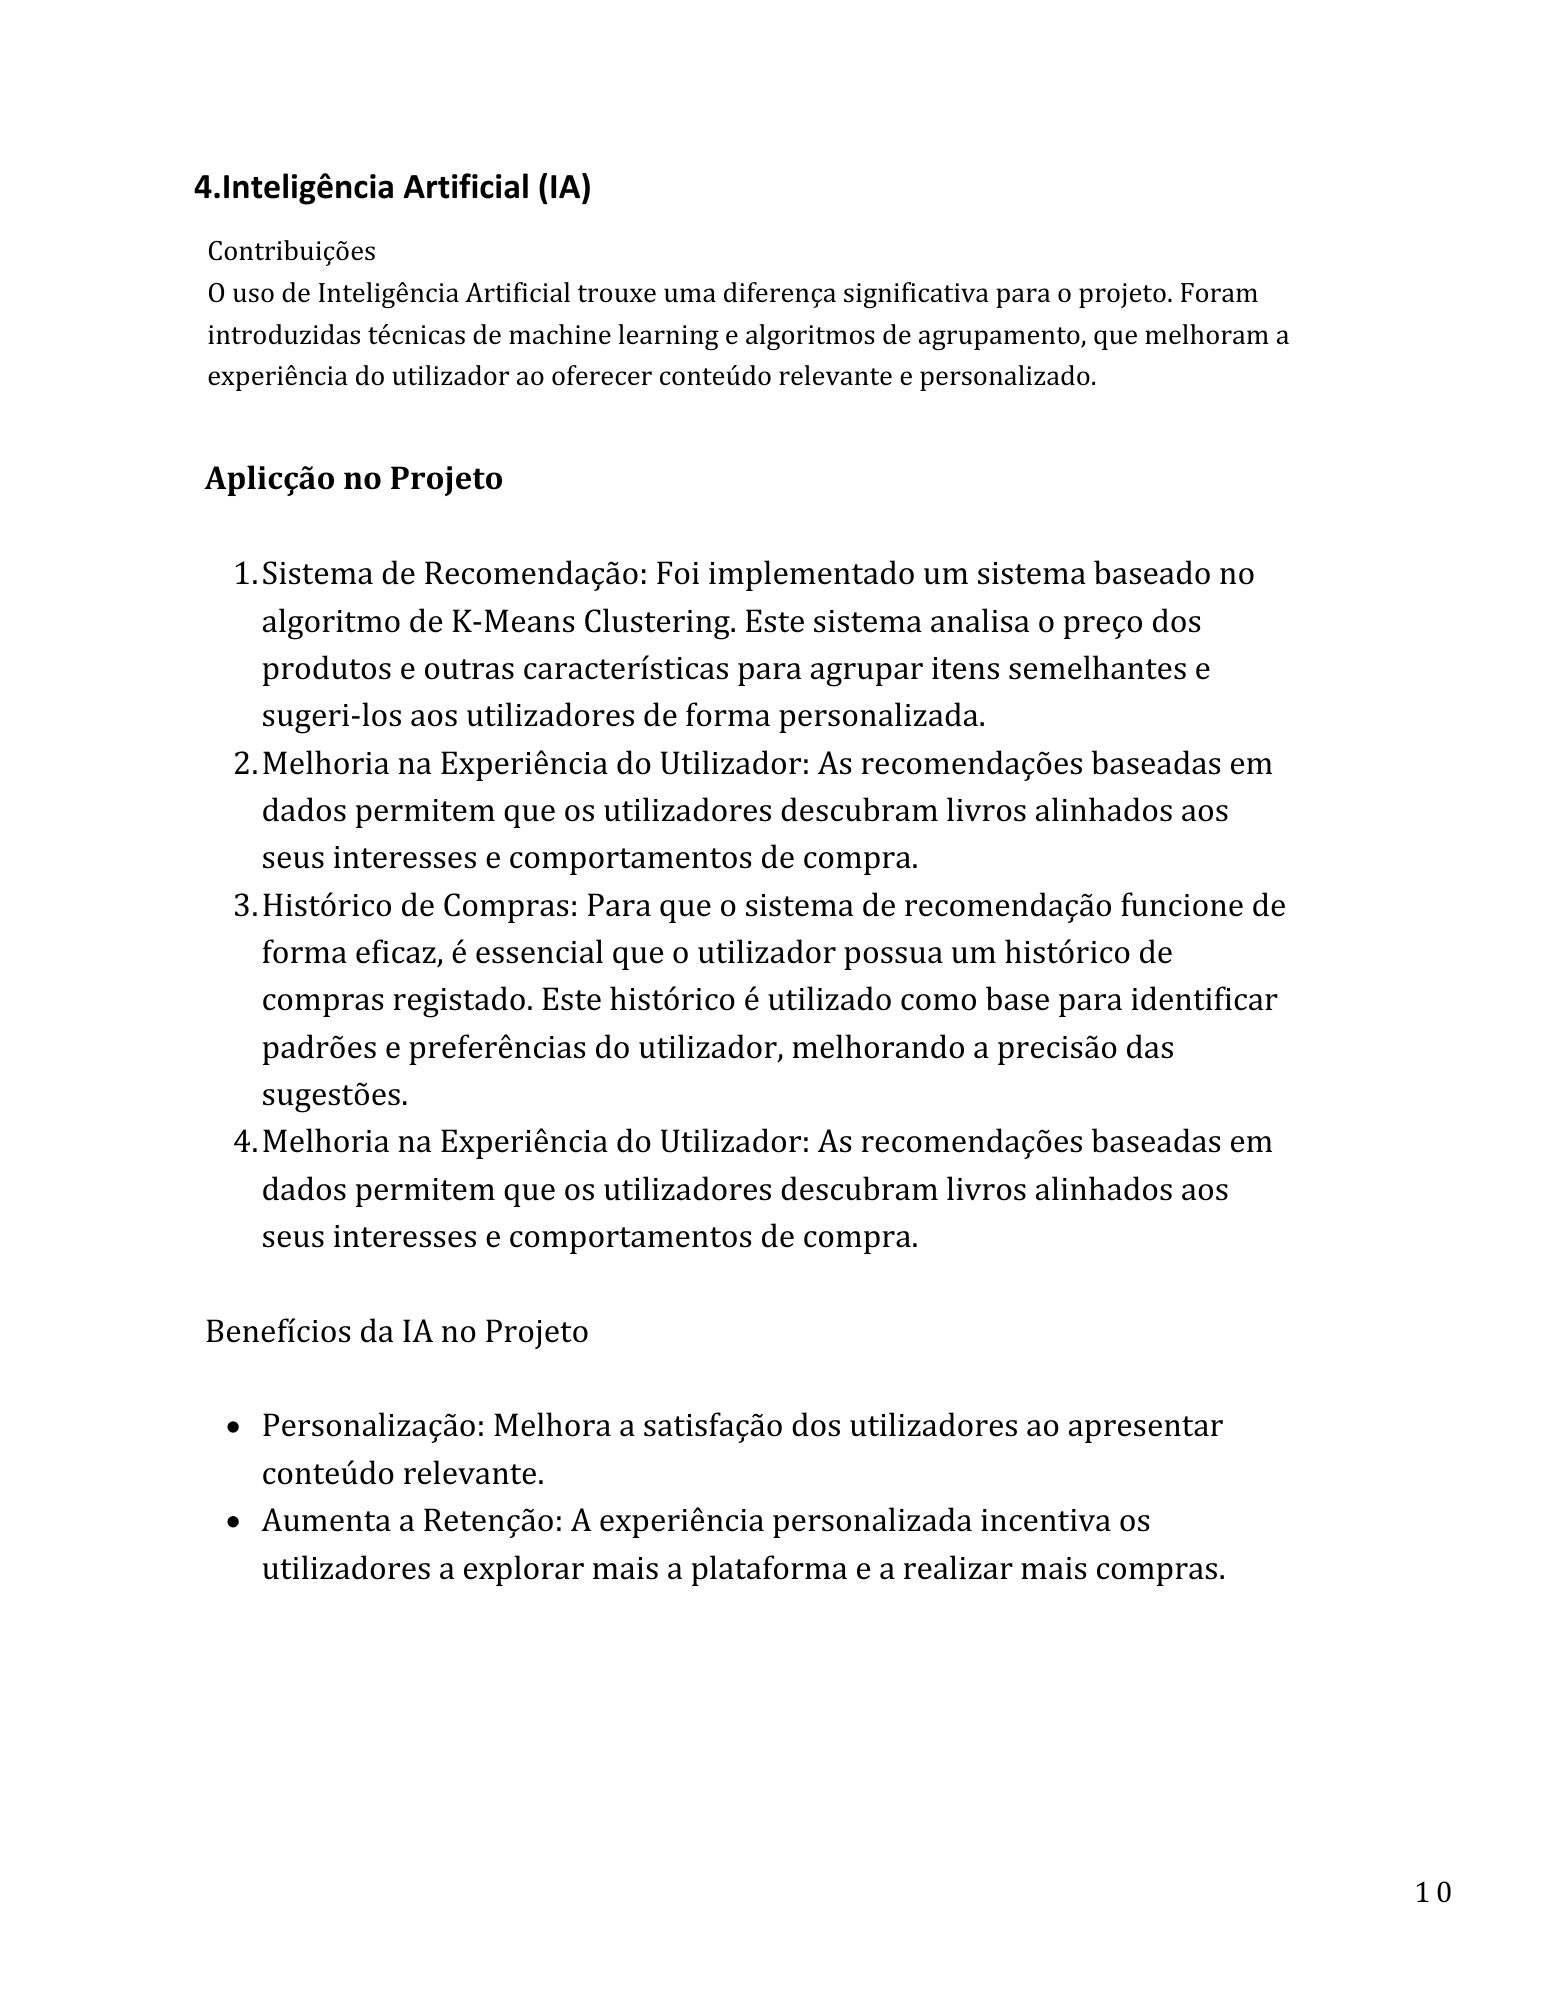 4.Inteligência Artificial (IA)
Contribuições
O uso de Inteligência Artificial trouxe uma diferença significativa para o projeto. Foram
introduzidas técnicas de machine learning e algoritmos de agrupamento, que melhoram a
experiência do utilizador ao oferecer conteúdo relevante e personalizado.
Aplicção no Projeto
1. Sistema de Recomendação: Foi implementado um sistema baseado no
algoritmo de K-Means Clustering. Este sistema analisa o preço dos
produtos e outras características para agrupar itens semelhantes e
sugeri-los aos utilizadores de forma personalizada.
2. Melhoria na Experiência do Utilizador: As recomendações baseadas em
dados permitem que os utilizadores descubram livros alinhados aos
seus interesses e comportamentos de compra.
3. Histórico de Compras: Para que o sistema de recomendação funcione de
forma eficaz, é essencial que o utilizador possua um histórico de
compras registado. Este histórico é utilizado como base para identificar
padrões e preferências do utilizador, melhorando a precisão das
sugestões.
4. Melhoria na Experiência do Utilizador: As recomendações baseadas em
dados permitem que os utilizadores descubram livros alinhados aos
seus interesses e comportamentos de compra.
Benefícios da IA no Projeto
• Personalização: Melhora a satisfação dos utilizadores ao apresentar
conteúdo relevante.
• Aumenta a Retenção: A experiência personalizada incentiva os
utilizadores a explorar mais a plataforma e a realizar mais compras.
10